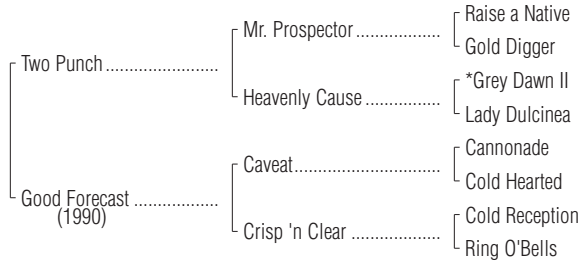 Raise a Native
Mr. Prospector ..................
Gold Digger
Two Punch ........................
*Grey Dawn II
Heavenly Cause ................
Lady Dulcinea
Cannonade
Caveat...............................
Cold Hearted
Good Forecast ..................
(1990)
Cold Reception
Crisp 'n Clear ....................
Ring O'Bells